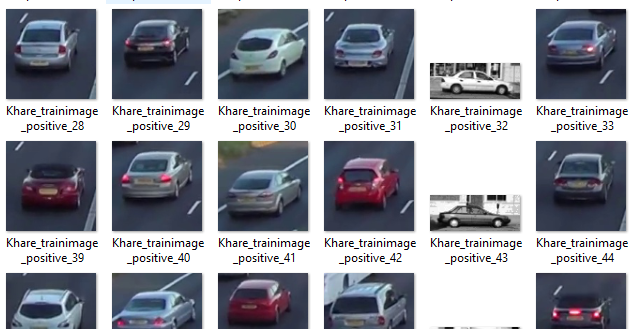 Khare_trainimage
_positive_28
Khare_trainimage
_positive_29
Khare_trainimage
_positive_30
Khare_trainimage
_positive_31
Khare_trainimage
_positive_32
Khare_trainimage
_positive_33
Khare_trainimage
_positive_39
Khare_trainimage
_positive_40
Khare_trainimage
_positive_41
Khare_trainimage
_positive_42
Khare_trainimage
_positive_43
Khare_trainimage
_positive_44